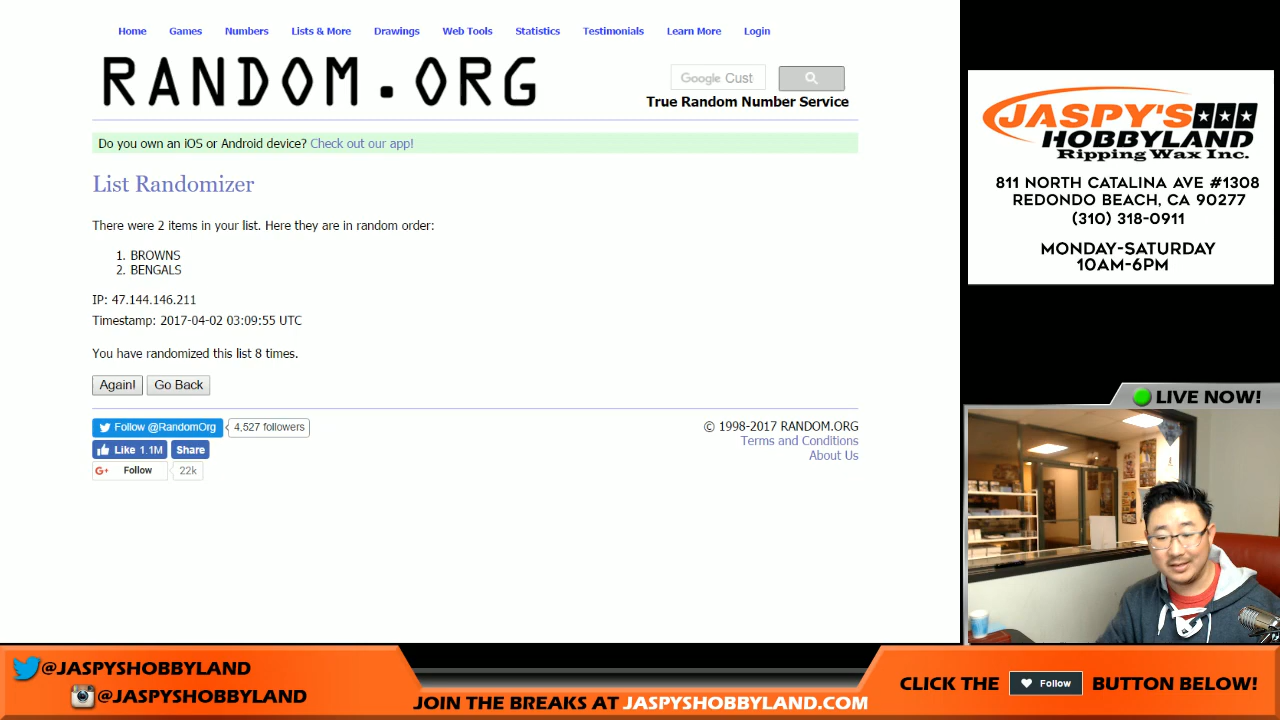 Home Games Numbers Lists & More Drawings Web Tools Statistics Testimonials Learn More Login
RANDOM.ORG
Google Cust
True Random Number Service
Do you own an iOS or Android device? Check out our app!
List Randomizer
There were 2 items in your list. Here they are in random order:
1. BROWNS
2. BENGALS
IP: 47.144.146.211
Timestamp: 2017-04-02 03:09:55 UTC
You have randomized this list 8 times.
Again! Go Back
Follow @RandomOrg 4,527 followers
Like 1.1M Share
G+ Follow 22k
© 1998-2017 RANDOM.ORG
Terms and Conditions
About Us
JASPY'S
HOBBYLAND
Ripping Wax Inc.
811 NORTH CATALINA AVE #1308
REDONDO BEACH, CA 90277
(310) 318-0911
MONDAY-SATURDAY
10AM-6PM
LIVE NOW!
@JASPYSHOBBYLAND
@JASPYSHOBBYLAND
JOIN THE BREAKS AT JASPYSHOBBYLAND.COM
CLICK THE Follow BUTTON BELOW!